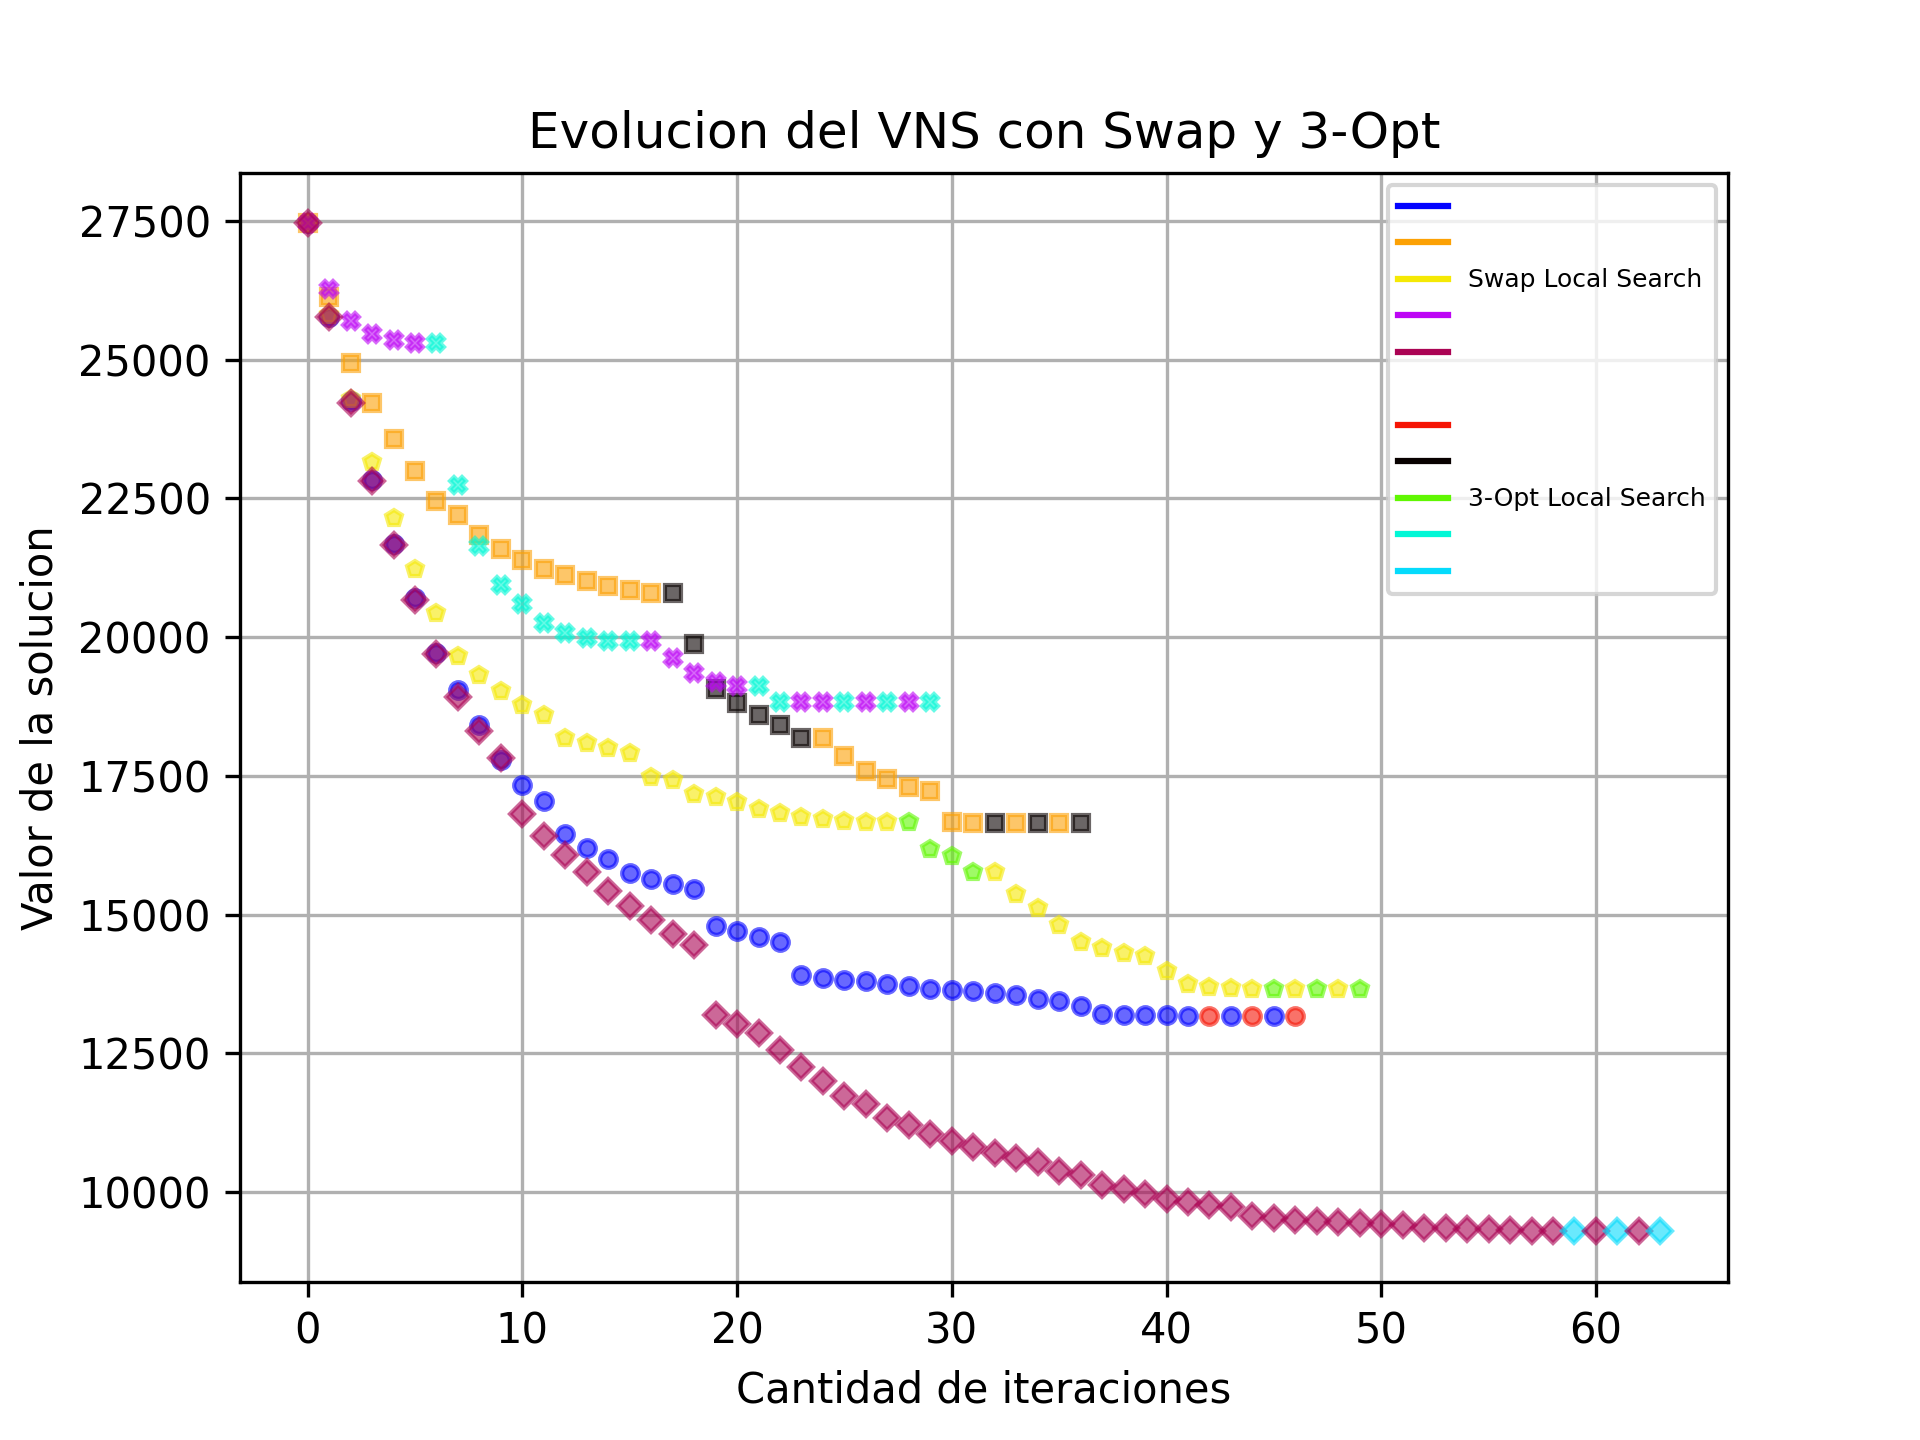 Evolucion del VNS con Swap y 3-Opt
Valor de la solucion
27500
25000
22500
20000
17500
15000
12500
10000
Swap Local Search
3-Opt Local Search
0 10 20 30 40 50 60
Cantidad de iteraciones